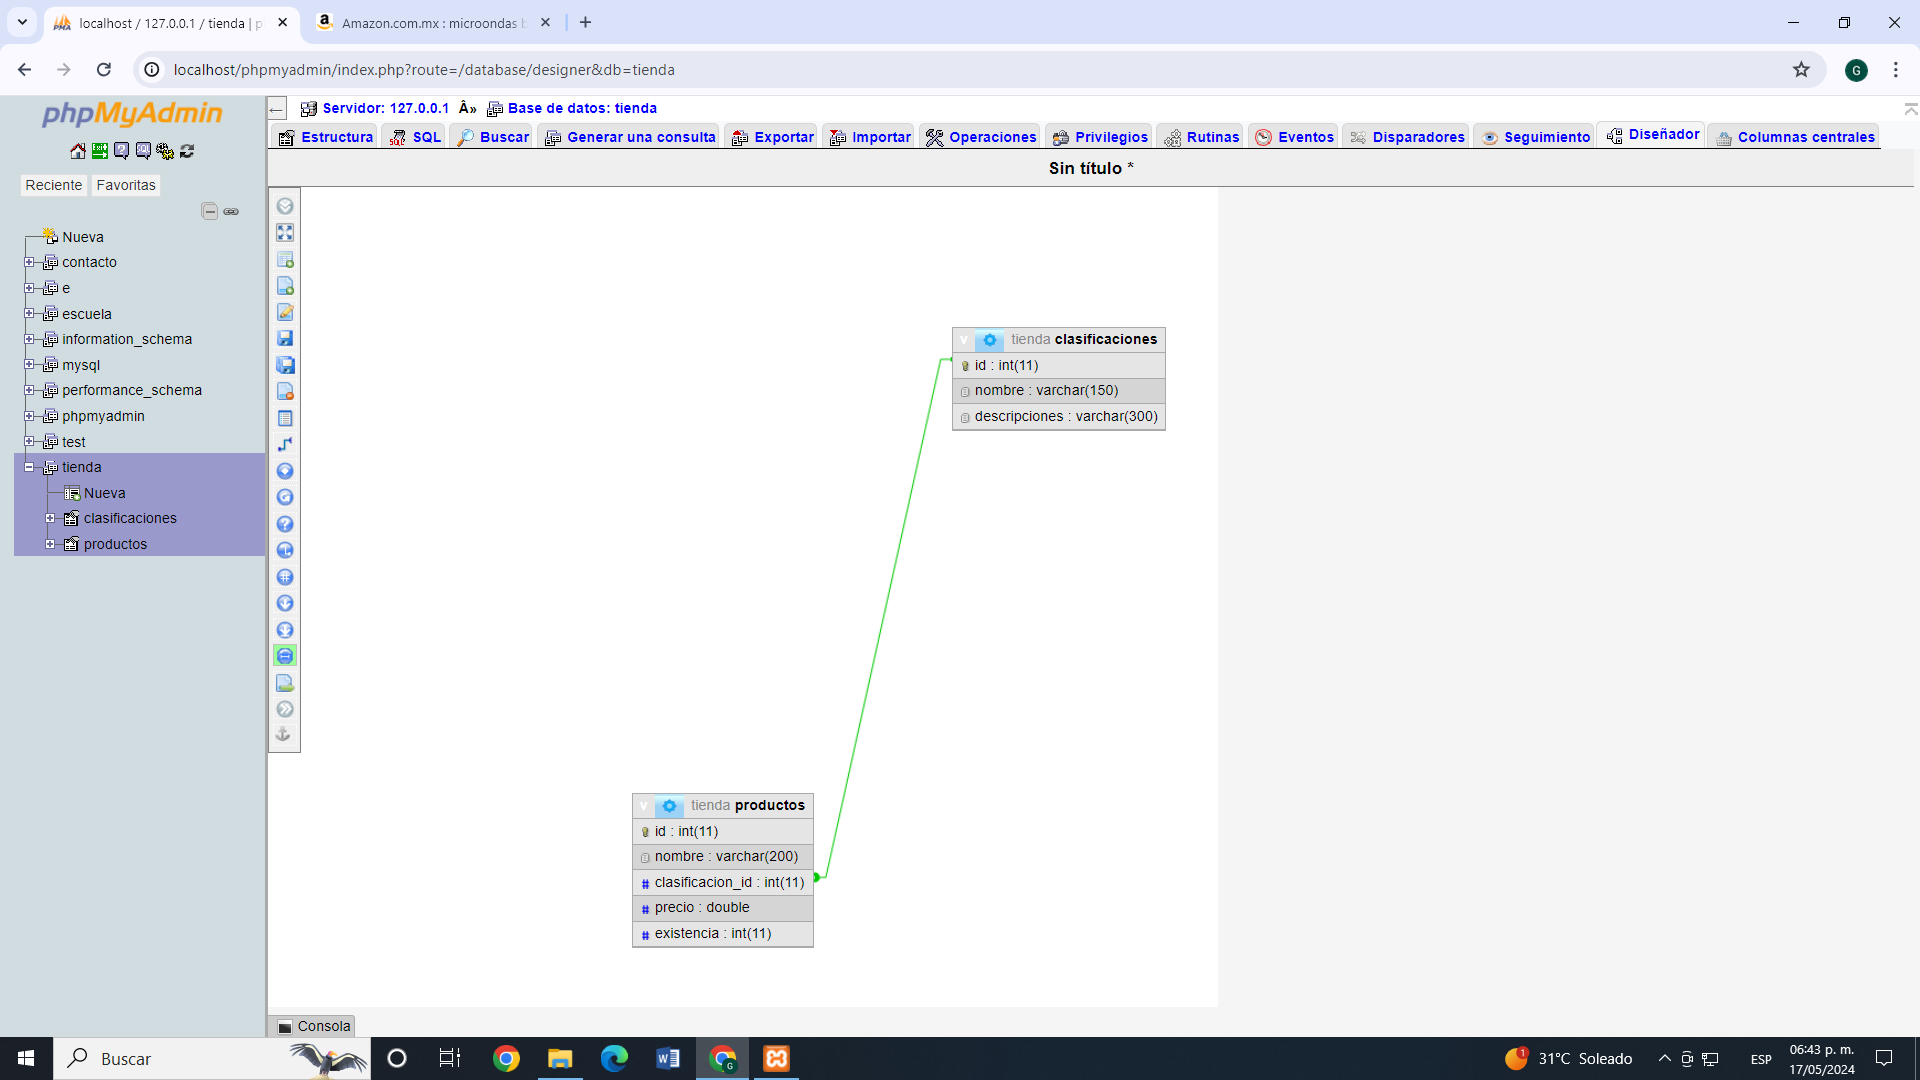 localhost / 127.0.0.1 / tienda | p
Amazon.com.mx : microondas b
localhost/phpmyadmin/index.php?route=/database/designer&db=tienda
G
phpMyAdmin
Reciente
Favoritas
Nueva
contacto
e
escuela
information_schema
mysql
performance_schema
phpmyadmin
test
tienda
Nueva
clasificaciones
productos
Servidor: 127.0.0.1 Â» Base de datos: tienda
Estructura
SQL
Buscar
Generar una consulta
Exportar
Importar
Operaciones
Privilegios
Rutinas
Eventos
Disparadores
Seguimiento
Diseñador
Columnas centrales
Sin título *
v tienda clasificaciones
id : int(11)
nombre : varchar(150)
descripciones : varchar(300)
v tienda productos
id : int(11)
nombre : varchar(200)
# clasificacion_id : int(11)
# precio : double
# existencia : int(11)
Consola
Buscar
1
31°C Soleado
ESP
06:43 p. m.
17/05/2024